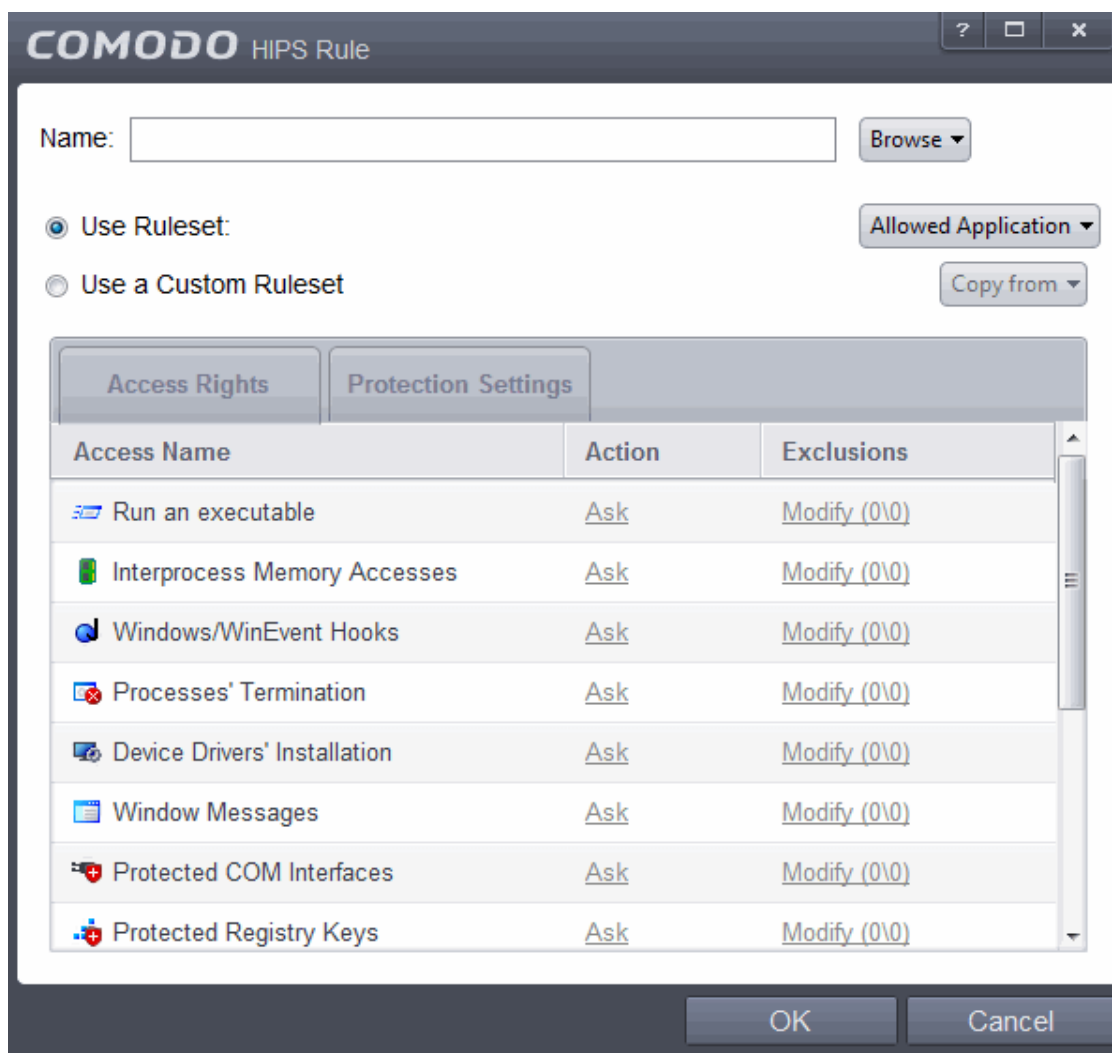 COMODO HIPS Rule ?
Name: Browse
Use Ruleset: Allowed Application
Use a Custom Ruleset Copy from
Access Rights Protection Settings
Access Name Action Exclusions
Run an executable Ask Modify (0\0)
Interprocess Memory Accesses Ask Modify (0\0)
Windows/WinEvent Hooks Ask Modify (0\0)
Processes' Termination Ask Modify (0\0)
Device Drivers' Installation Ask Modify (0\0)
Window Messages Ask Modify (0\0)
Protected COM Interfaces Ask Modify (0\0)
Protected Registry Keys Ask Modify (0\0)
OK Cancel